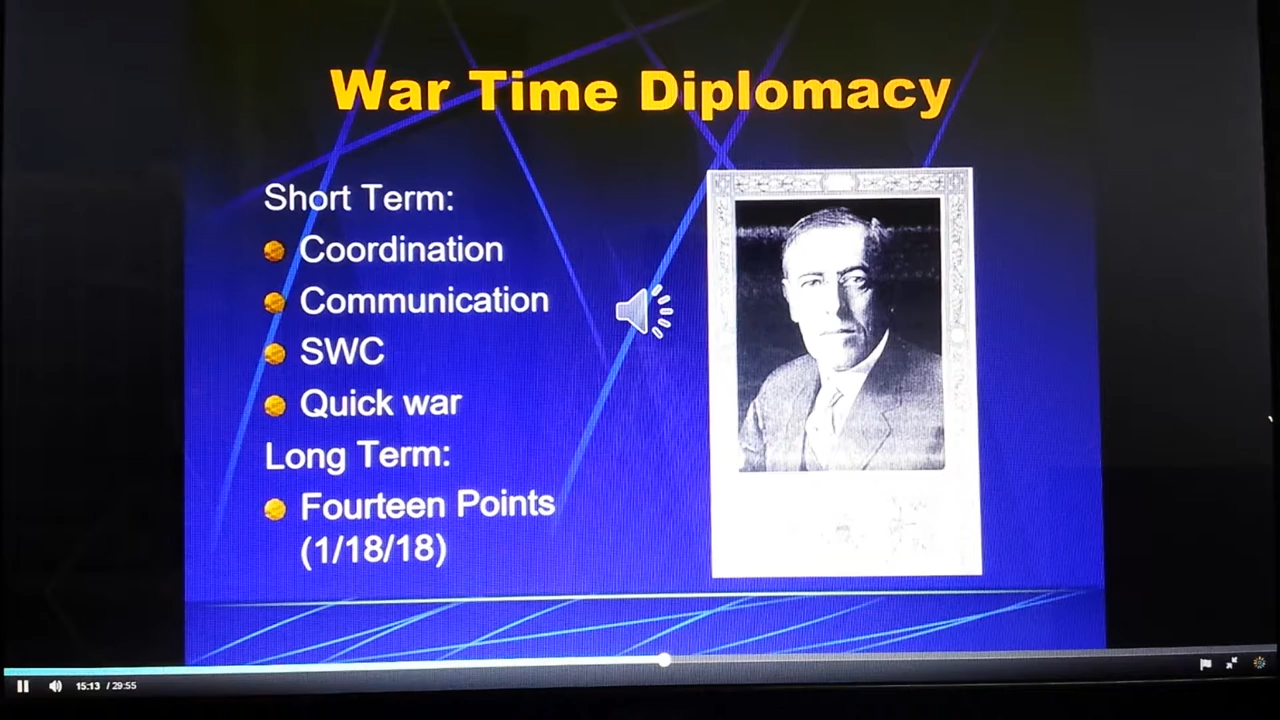 War Time Diplomacy
Short Term:
Coordination
Communication
SWC
Quick war
Long Term:
Fourteen Points
(1/18/18)
15:13 / 29:55